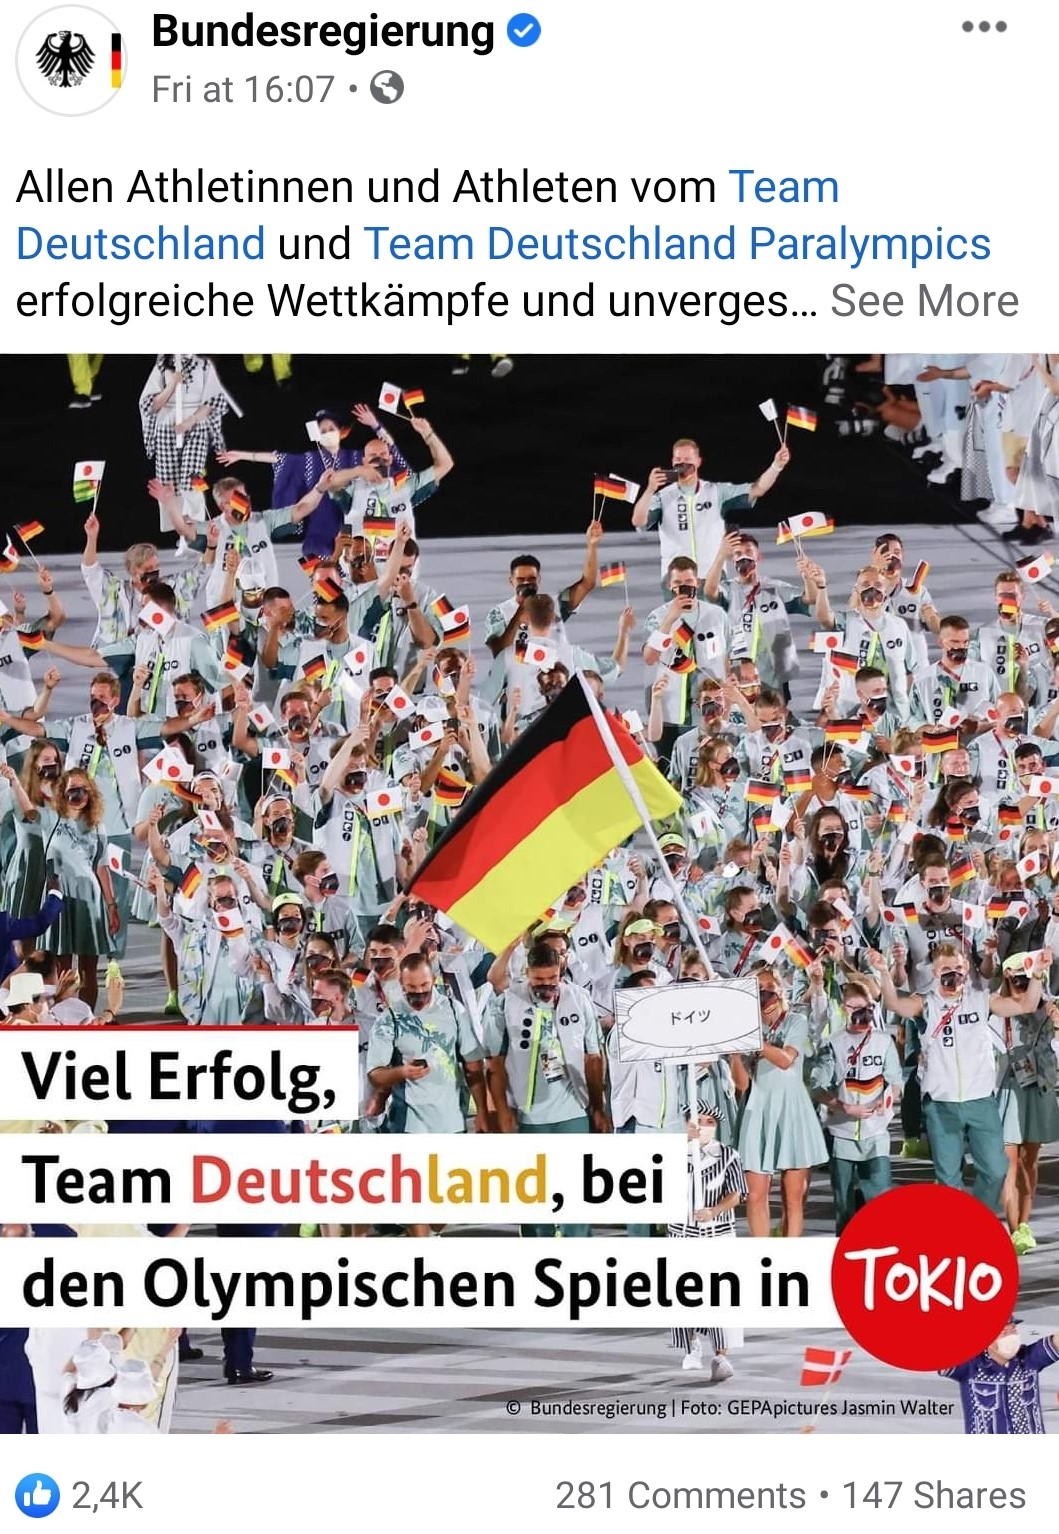 Bundesregierung
Fri at 16:07 •
Allen Athletinnen und Athleten vom Team
Deutschland und Team Deutschland Paralympics
erfolgreiche Wettkämpfe und unverges... See More
ドイツ
Viel Erfolg,
Team Deutschland, bei
den Olympischen Spielen in TOKIO
© Bundesregierung | Foto: GEPApictures Jasmin Walter
2,4K 281 Comments • 147 Shares